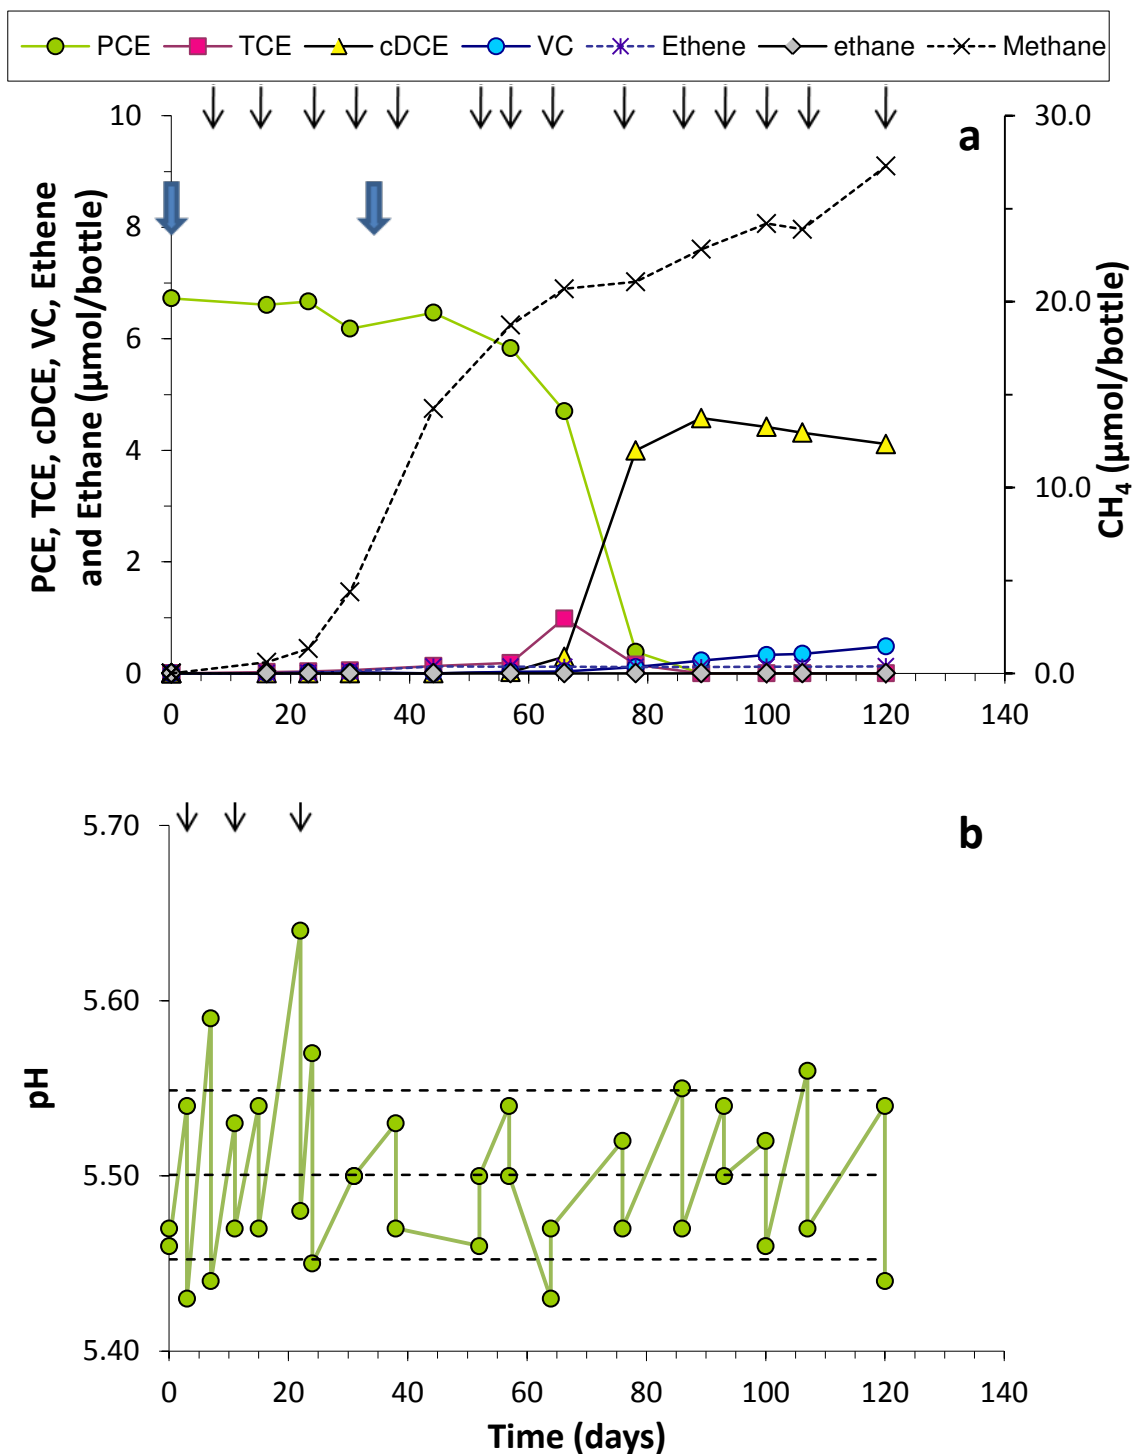 PCE TCE cDCE VC Ethene ethane Methane
a
PCE, TCE, cDCE, VC, Ethene
and Ethane (µmol/bottle)
10
8
6
4
2
0
30.0
20.0
10.0
0.0
CH4 (µmol/bottle)
0 20 40 60 80 100 120 140
b
pH
5.70
5.60
5.50
5.40
0 20 40 60 80 100 120 140
Time (days)